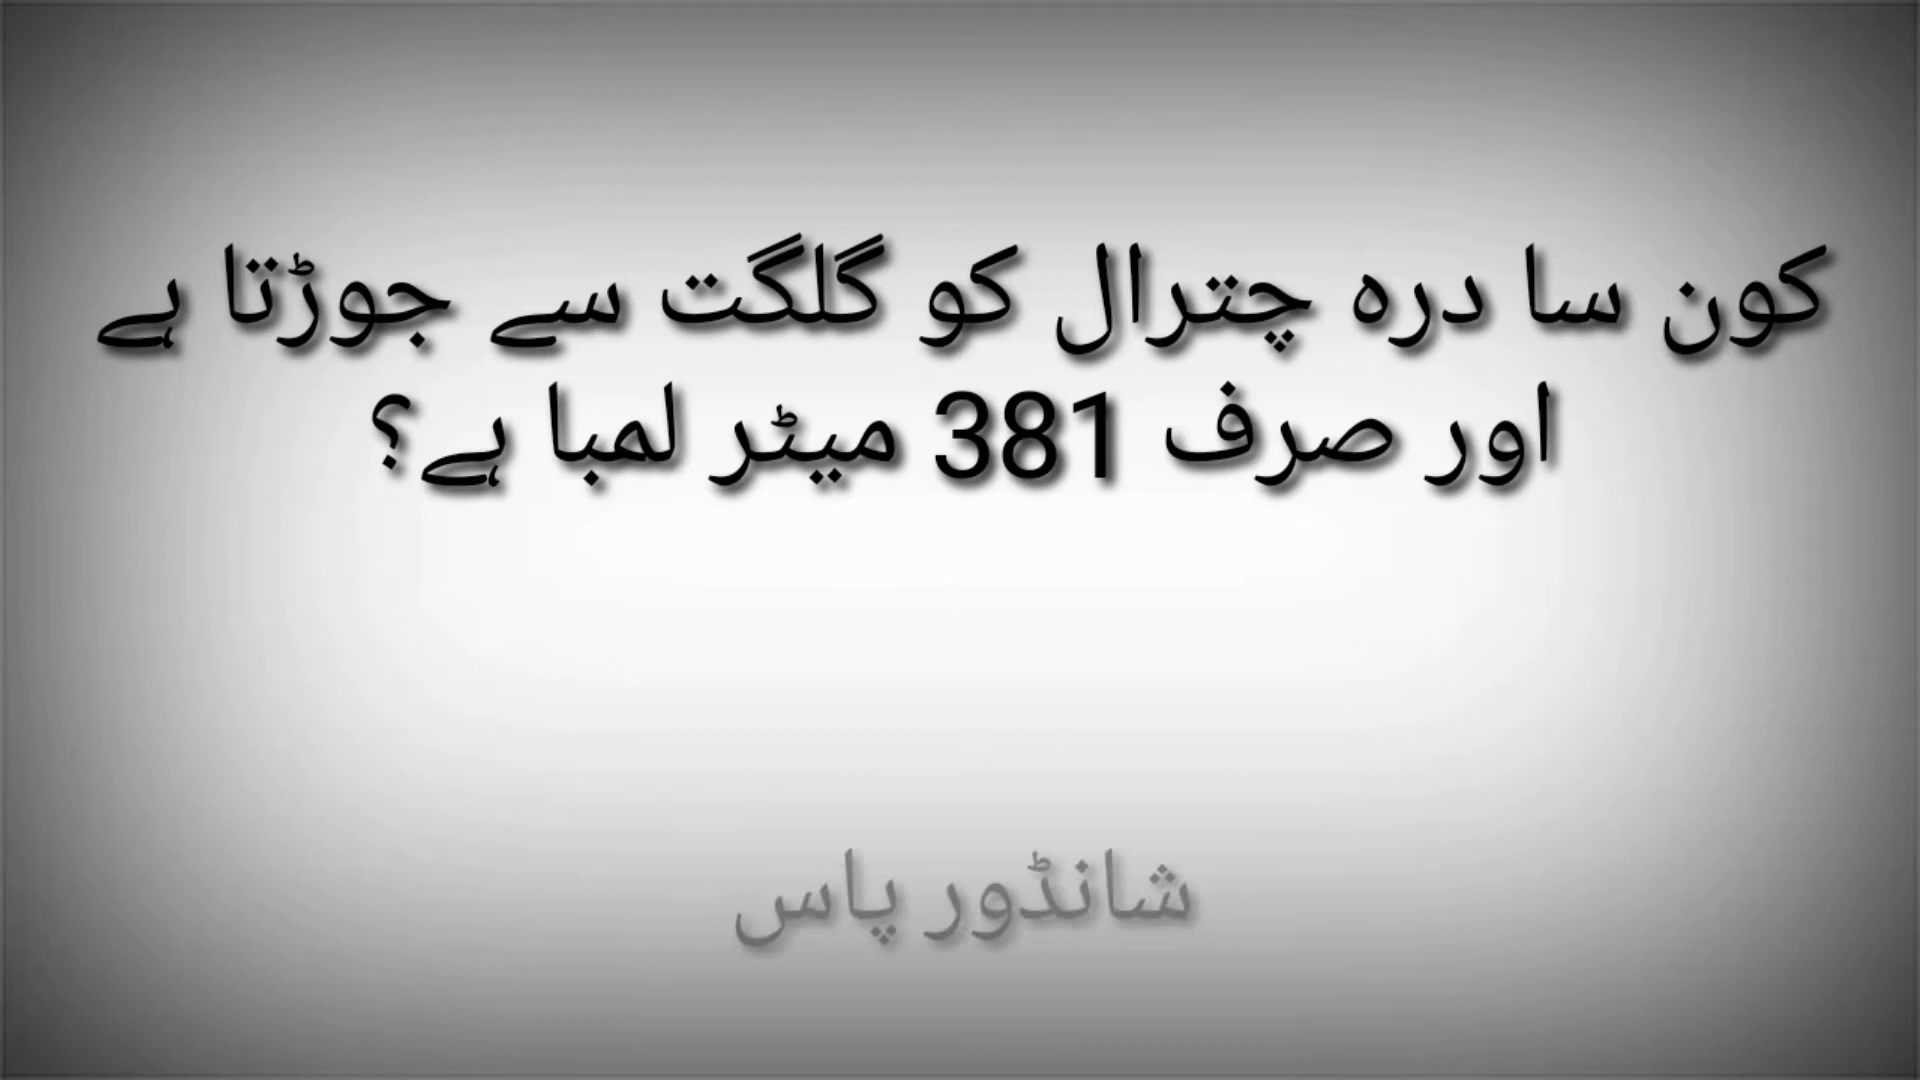 کون سا درہ چترال کو گلگت سے جوڑتا ہے
اور صرف 381 میٹر لمبا ہے؟
شانڈور پاس